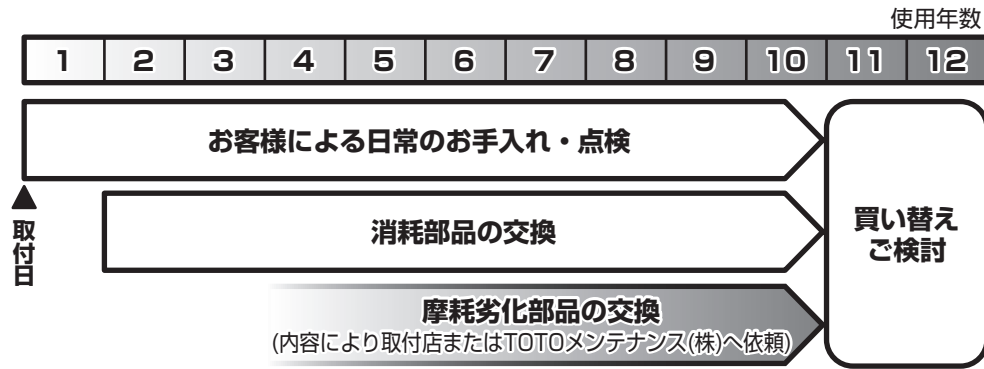 使用年数
1 2 3 4 5 6 7 8 9 10 11 12
お客様による日常のお手入れ・点検
取付日
消耗部品の交換
買い替え
ご検討
摩耗劣化部品の交換
(内容により取付店またはTOTOメンテナンス(株)へ依頼)